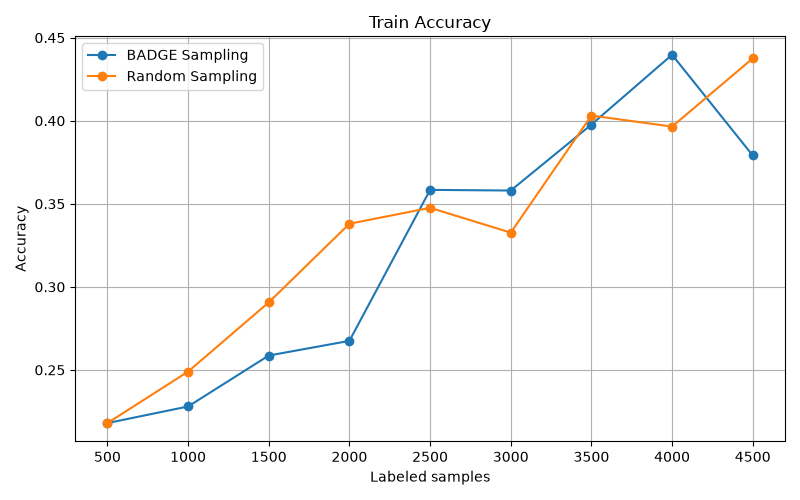 Train Accuracy
BADGE Sampling
Random Sampling
Accuracy
0.45
0.40
0.35
0.30
0.25
500 1000 1500 2000 2500 3000 3500 4000 4500
Labeled samples